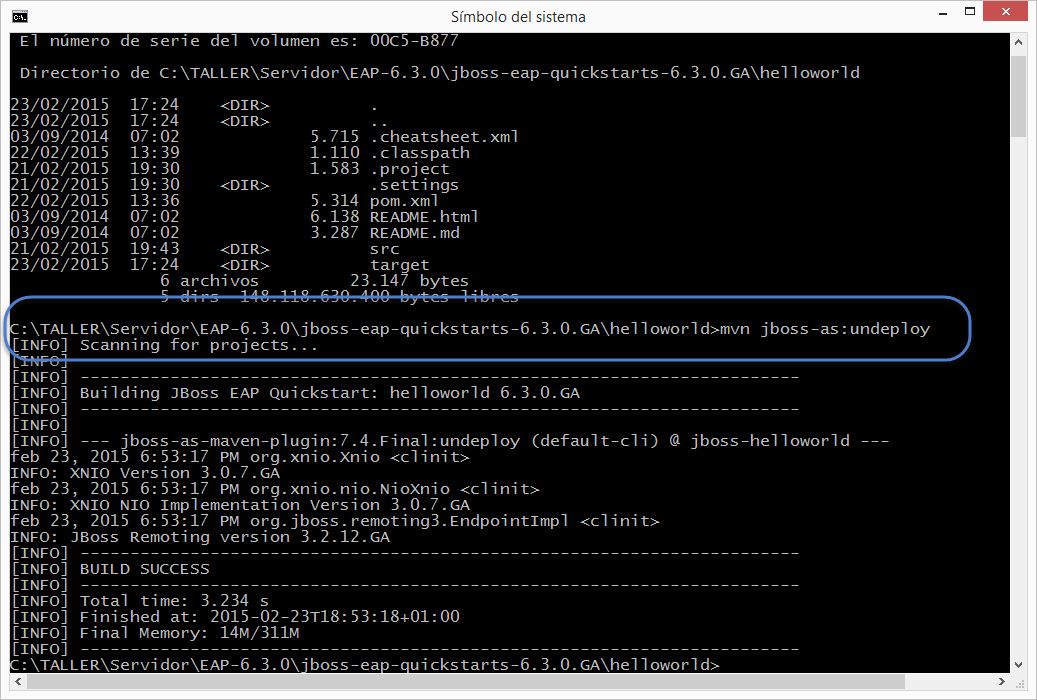 Símbolo del sistema
El número de serie del volumen es: 00C5-B877
Directorio de C:\TALLER\Servidor\EAP-6.3.0\jboss-eap-quickstarts-6.3.0.GA\helloworld
23/02/2015  17:24    <DIR>          .
23/02/2015  17:24    <DIR>          ..
03/09/2014  07:02             5.715 .cheatsheet.xml
22/02/2015  13:39             1.110 .classpath
21/02/2015  19:30             1.583 .project
21/02/2015  19:30    <DIR>          .settings
22/02/2015  13:36             5.314 pom.xml
03/09/2014  07:02             6.138 README.html
03/09/2014  07:02             3.287 README.md
21/02/2015  19:43    <DIR>          src
23/02/2015  17:24    <DIR>          target
6 archivos         23.147 bytes
5 dirs  148.118.630.400 bytes libres
C:\TALLER\Servidor\EAP-6.3.0\jboss-eap-quickstarts-6.3.0.GA\helloworld>mvn jboss-as:undeploy
[INFO] Scanning for projects...
[INFO]
[INFO] ------------------------------------------------------------------------
[INFO] Building JBoss EAP Quickstart: helloworld 6.3.0.GA
[INFO] ------------------------------------------------------------------------
[INFO]
[INFO] --- jboss-as-maven-plugin:7.4.Final:undeploy (default-cli) @ jboss-helloworld ---
feb 23, 2015 6:53:17 PM org.xnio.Xnio <clinit>
INFO: XNIO Version 3.0.7.GA
feb 23, 2015 6:53:17 PM org.xnio.nio.NioXnio <clinit>
INFO: XNIO NIO Implementation Version 3.0.7.GA
feb 23, 2015 6:53:17 PM org.jboss.remoting3.EndpointImpl <clinit>
INFO: JBoss Remoting version 3.2.12.GA
[INFO] ------------------------------------------------------------------------
[INFO] BUILD SUCCESS
[INFO] ------------------------------------------------------------------------
[INFO] Total time: 3.234 s
[INFO] Finished at: 2015-02-23T18:53:18+01:00
[INFO] Final Memory: 14M/311M
[INFO] ------------------------------------------------------------------------
C:\TALLER\Servidor\EAP-6.3.0\jboss-eap-quickstarts-6.3.0.GA\helloworld>